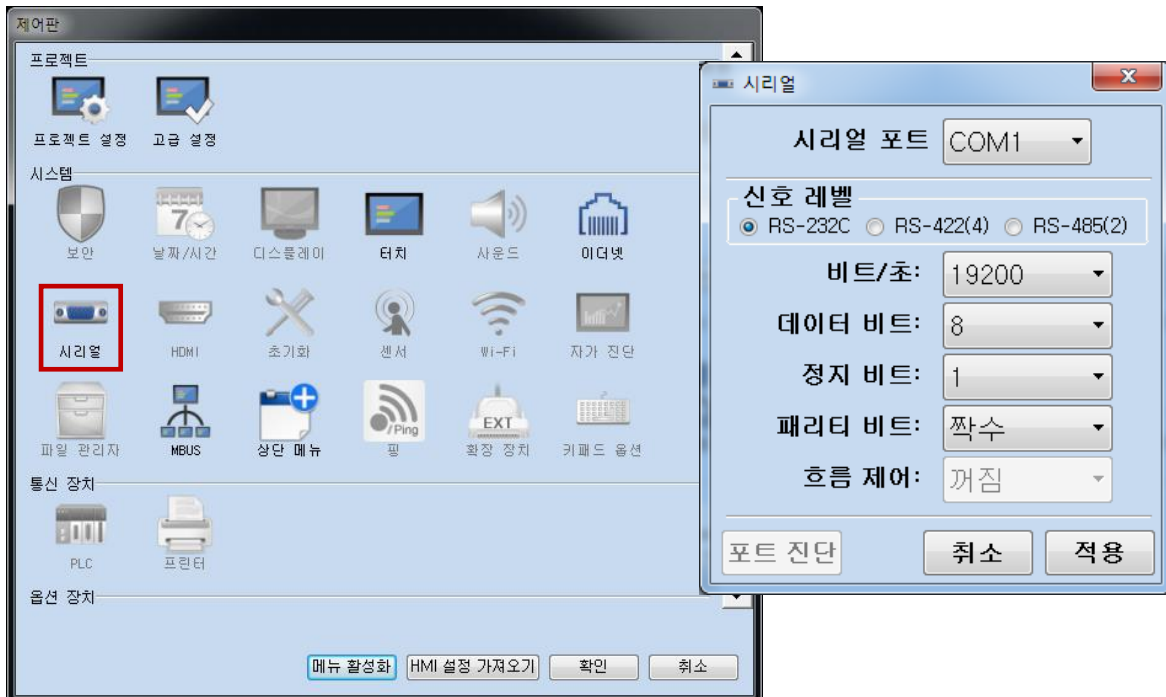 제어판
프로젝트
프로젝트 설정 고급 설정
시스템
7
보안 날짜/시간 디스플레이 터치 사운드 이더넷
시리얼 HDMI 초기화 센서 Wi-Fi 자가 진단
/Ping EXT
파일 관리자 MBUS 상단 메뉴 핑 확장 장치 키패드 옵션
통신 장치
PLC 프린터
옵션 장치
메뉴 활성화 HMI 설정 가져오기 확인 취소
시리얼
시리얼 포트 COM1
신호 레벨
RS-232C RS-422(4) RS-485(2)
비트/초: 19200
데이터 비트: 8
정지 비트: 1
패리티 비트: 짝수
흐름 제어: 꺼짐
포트 진단 취소 적용